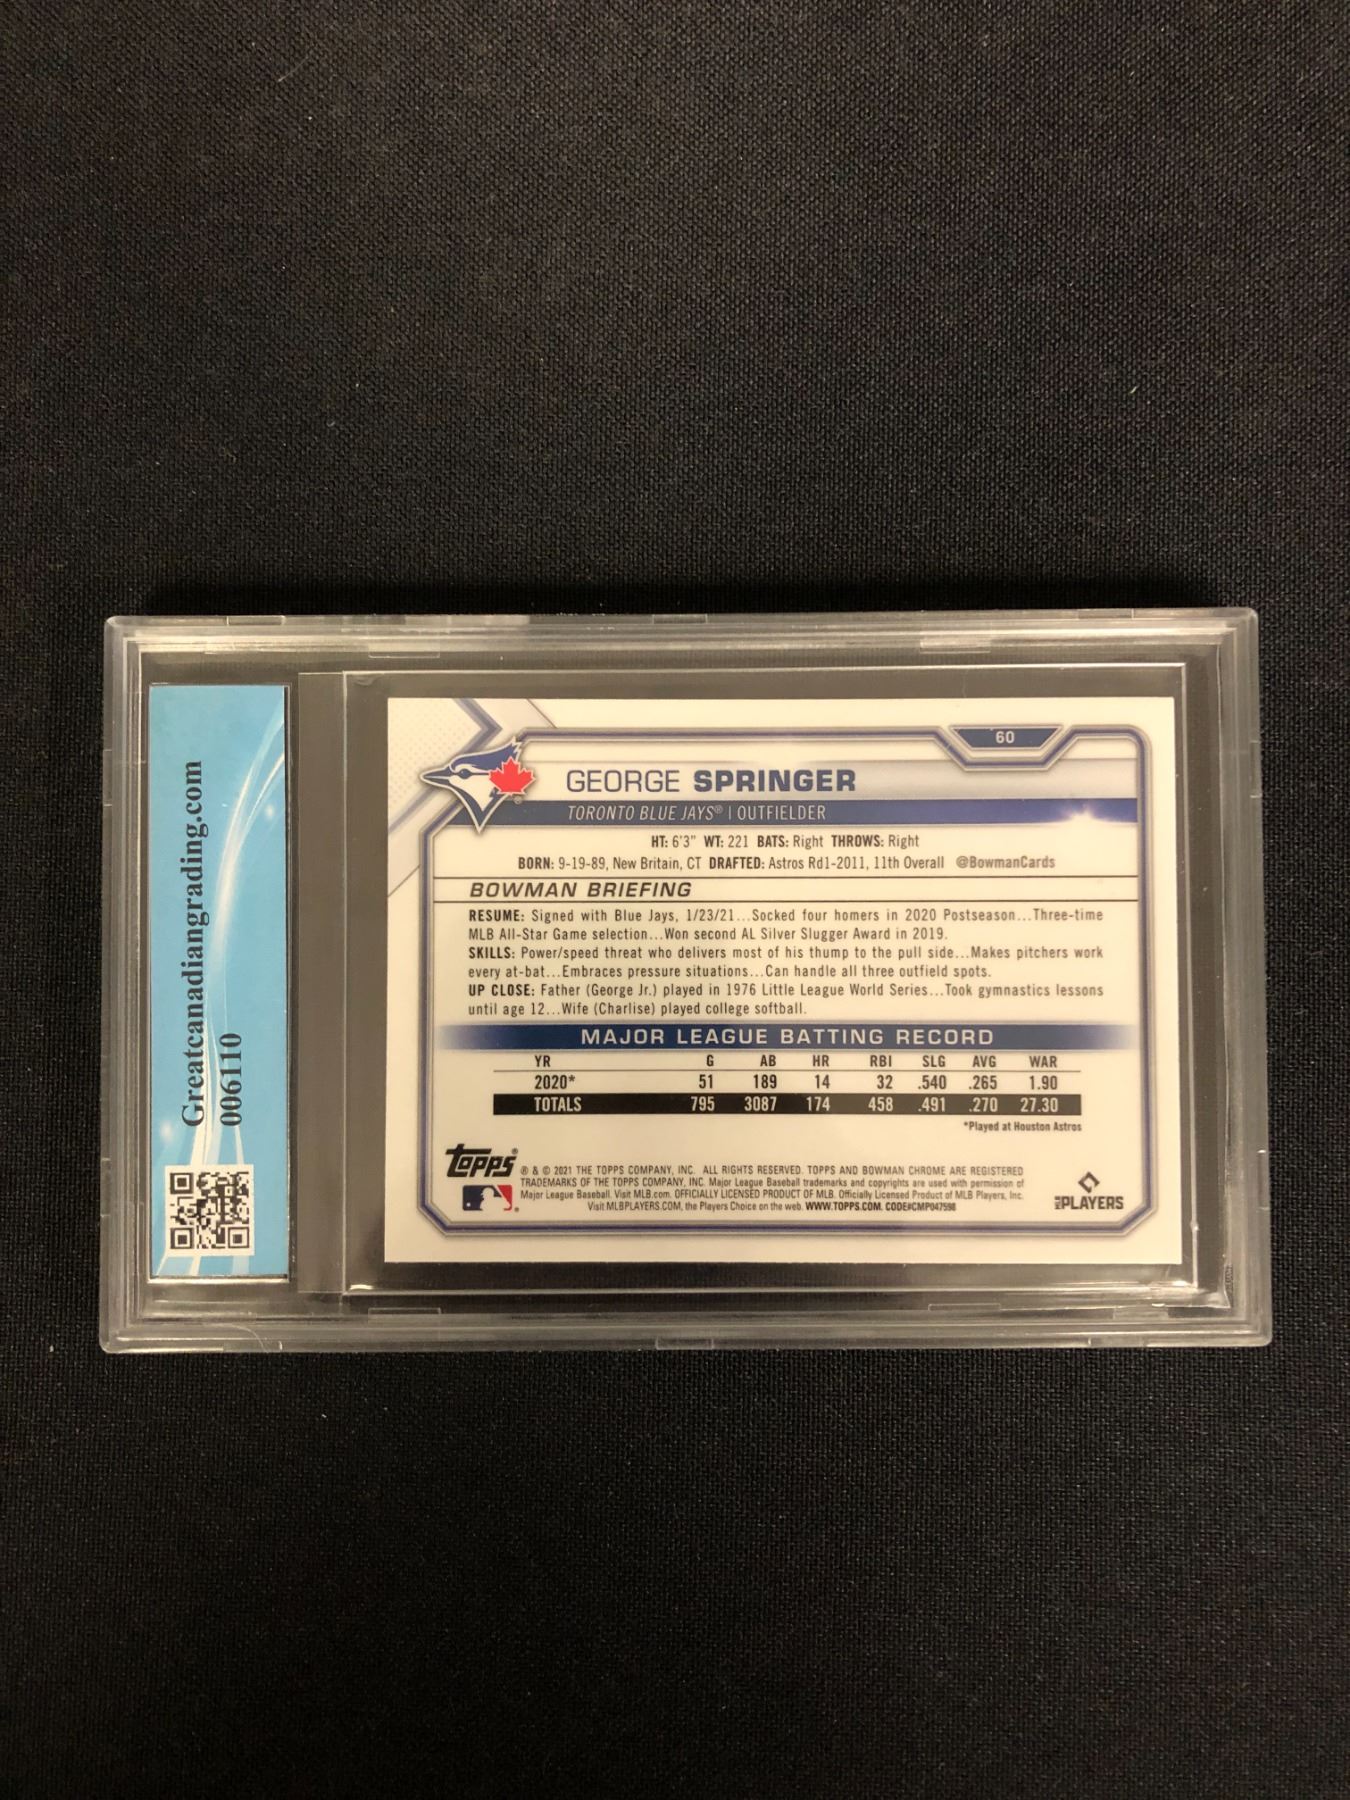 Greatcanadiangrading.com
006110
60
GEORGE SPRINGER
TORONTO BLUE JAYS® | OUTFIELDER
HT: 6'3" WT: 221 BATS: Right THROWS: Right
BORN: 9-19-89, New Britain, CT DRAFTED: Astros Rd1-2011, 11th Overall @BowmanCards
BOWMAN BRIEFING
RESUME: Signed with Blue Jays, 1/23/21...Socked four homers in 2020 Postseason...Three-time
MLB All-Star Game selection...Won second AL Silver Slugger Award in 2019.
SKILLS: Power/speed threat who delivers most of his thump to the pull side...Makes pitchers work
every at-bat...Embraces pressure situations...Can handle all three outfield spots.
UP CLOSE: Father (George Jr.) played in 1976 Little League World Series...Took gymnastics lessons
until age 12...Wife (Charlise) played college softball.
MAJOR LEAGUE BATTING RECORD
YR G AB HR RBI SLG AVG WAR
2020* 51 189 14 32 .540 .265 1.90
TOTALS 795 3087 174 458 .491 .270 27.30
*Played at Houston Astros
Topps®
® & © 2021 THE TOPPS COMPANY, INC. ALL RIGHTS RESERVED. TOPPS AND BOWMAN CHROME ARE REGISTERED
TRADEMARKS OF THE TOPPS COMPANY, INC. Major League Baseball trademarks and copyrights are used with permission of
Major League Baseball. Visit MLB.com. OFFICIALLY LICENSED PRODUCT OF MLB. Officially Licensed Product of MLB Players, Inc.
Visit MLBPLAYERS.COM, the Players Choice on the web. WWW.TOPPS.COM. CODE#CMP047598
MLB PLAYERS